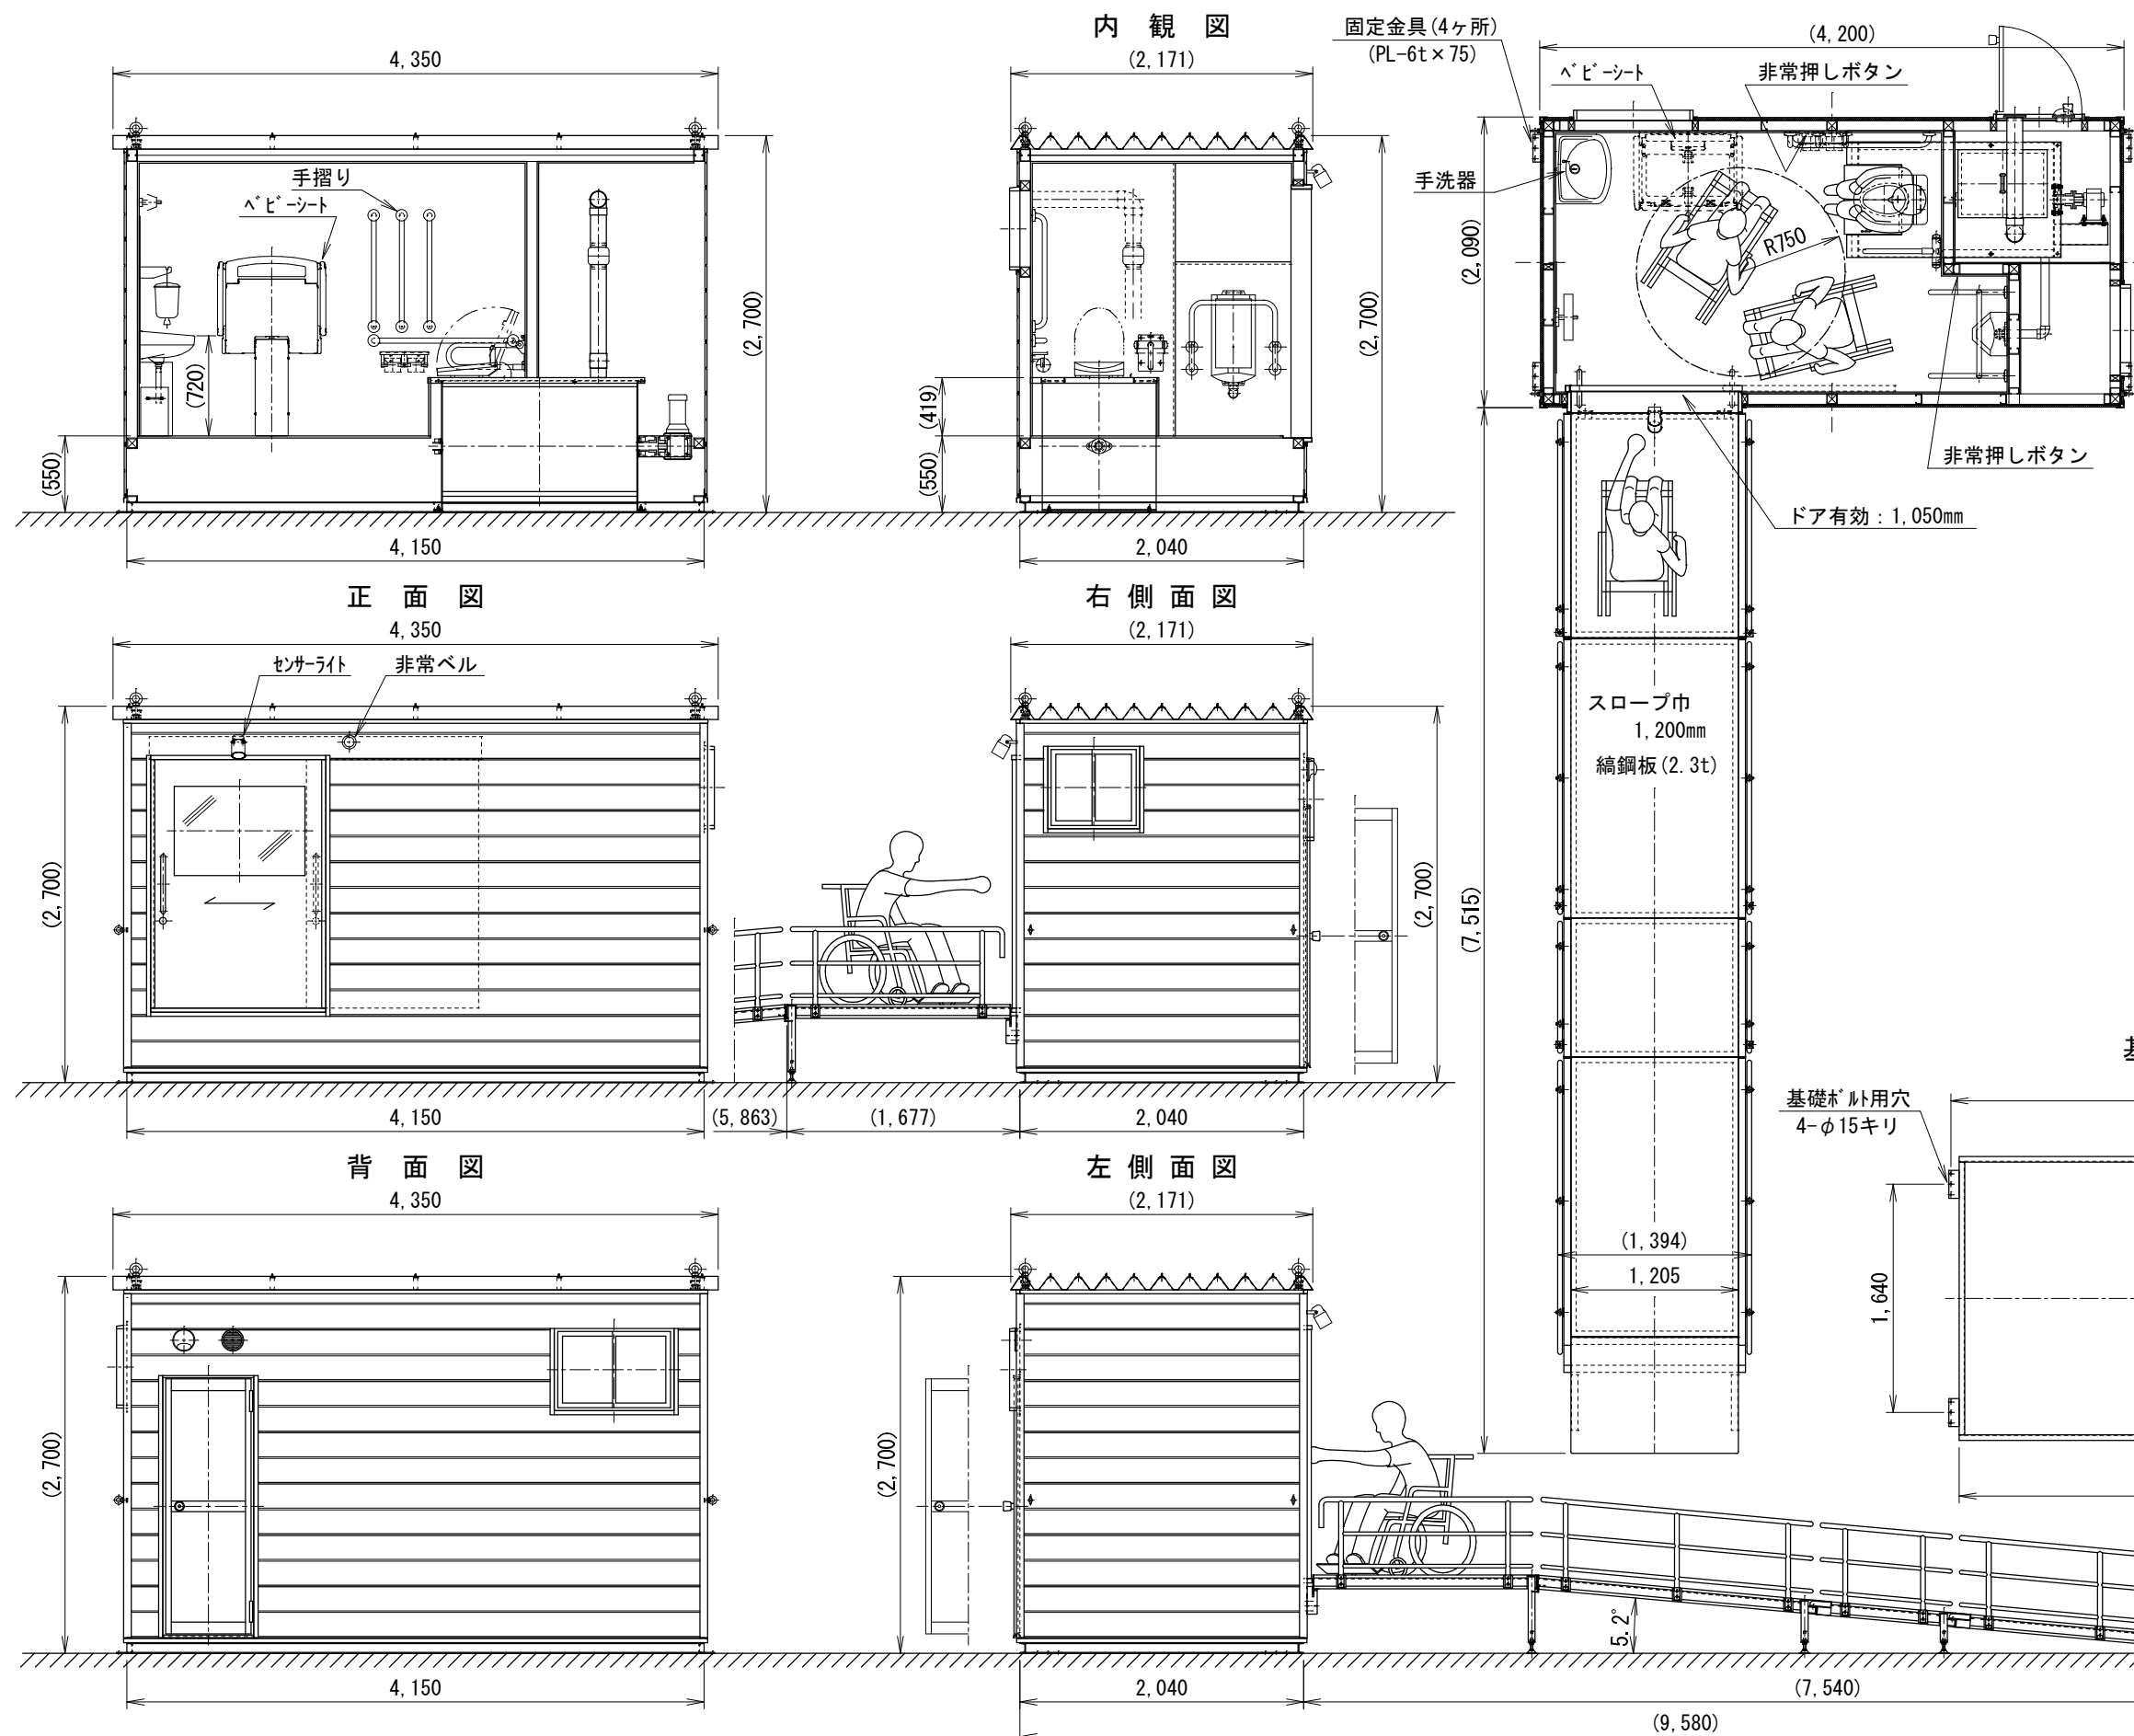 内観図
4,350
(2,171)
手摺り
ベビーシート
(2,700)
(720)
(550)
4,150
(2,700)
(419)
(550)
2,040
固定金具(4ヶ所)
(PL-6t×75)
(4,200)
ベビーシート
非常押しボタン
手洗器
(2,090)
R750
非常押しボタン
ドア有効：1,050mm
スロープ巾
1,200mm
縞鋼板(2.3t)
(7,515)
(1,394)
1,205
正面図
4,350
センサーライト
非常ベル
(2,700)
4,150
右側面図
(2,171)
(2,700)
(5,863)
(1,677)
2,040
基
基礎ボルト用穴
4-φ15キリ
1,640
背面図
4,350
(2,700)
4,150
左側面図
(2,171)
(2,700)
5.2°
2,040
(7,540)
(9,580)